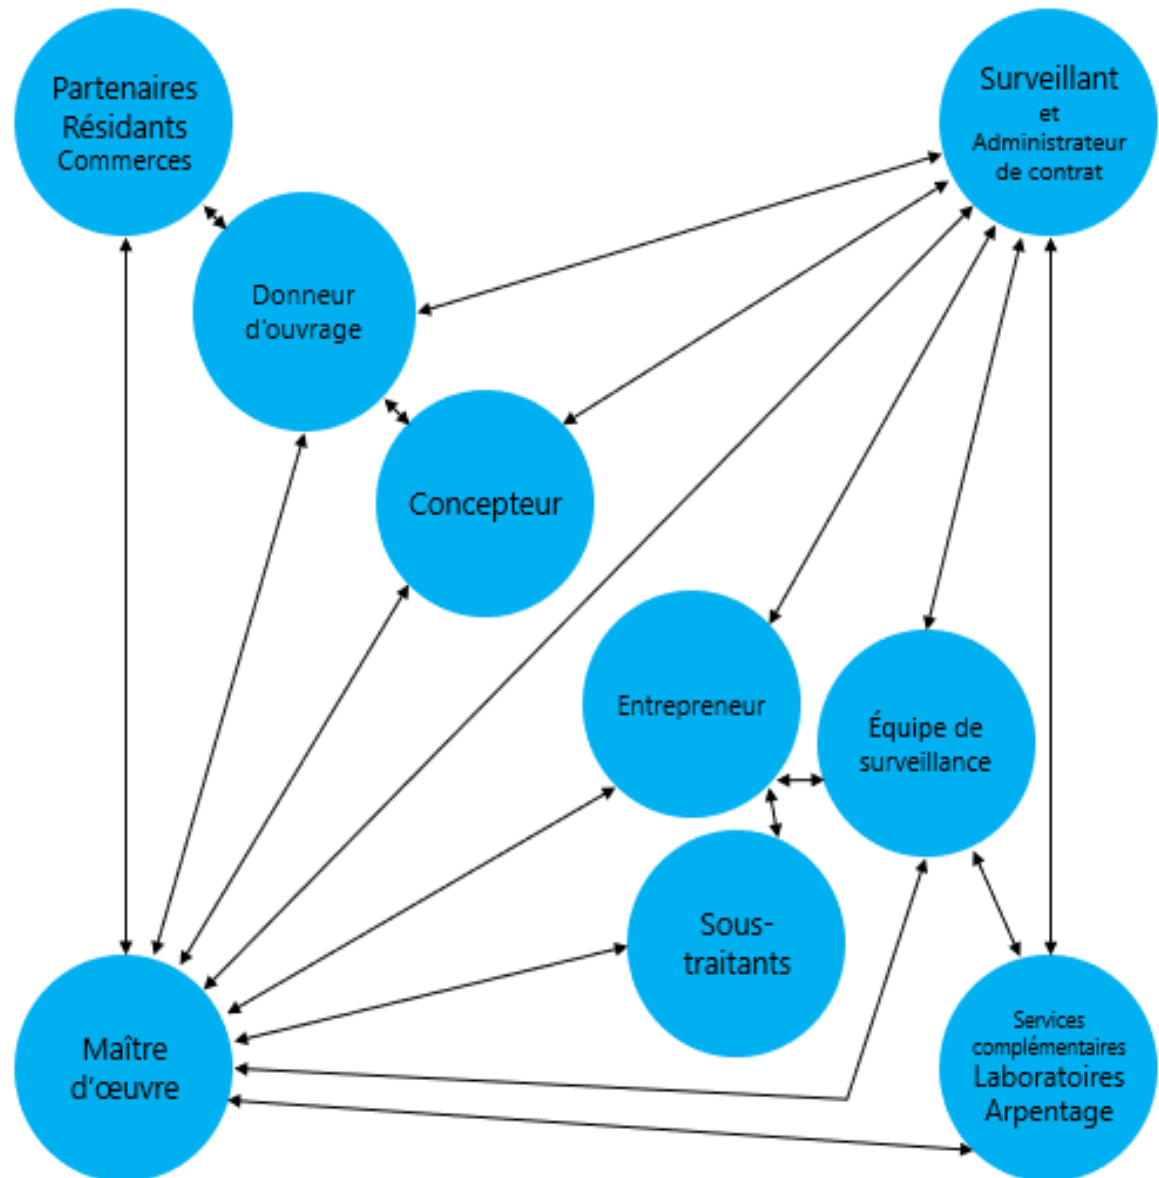 Partenaires
Résidants
Commerces
Surveillant
et
Administrateur
de contrat
Donneur
d'ouvrage
Concepteur
Entrepreneur
Équipe de
surveillance
Sous-
traitants
Maître
d'œuvre
Services
complémentaires
Laboratoires
Arpentage